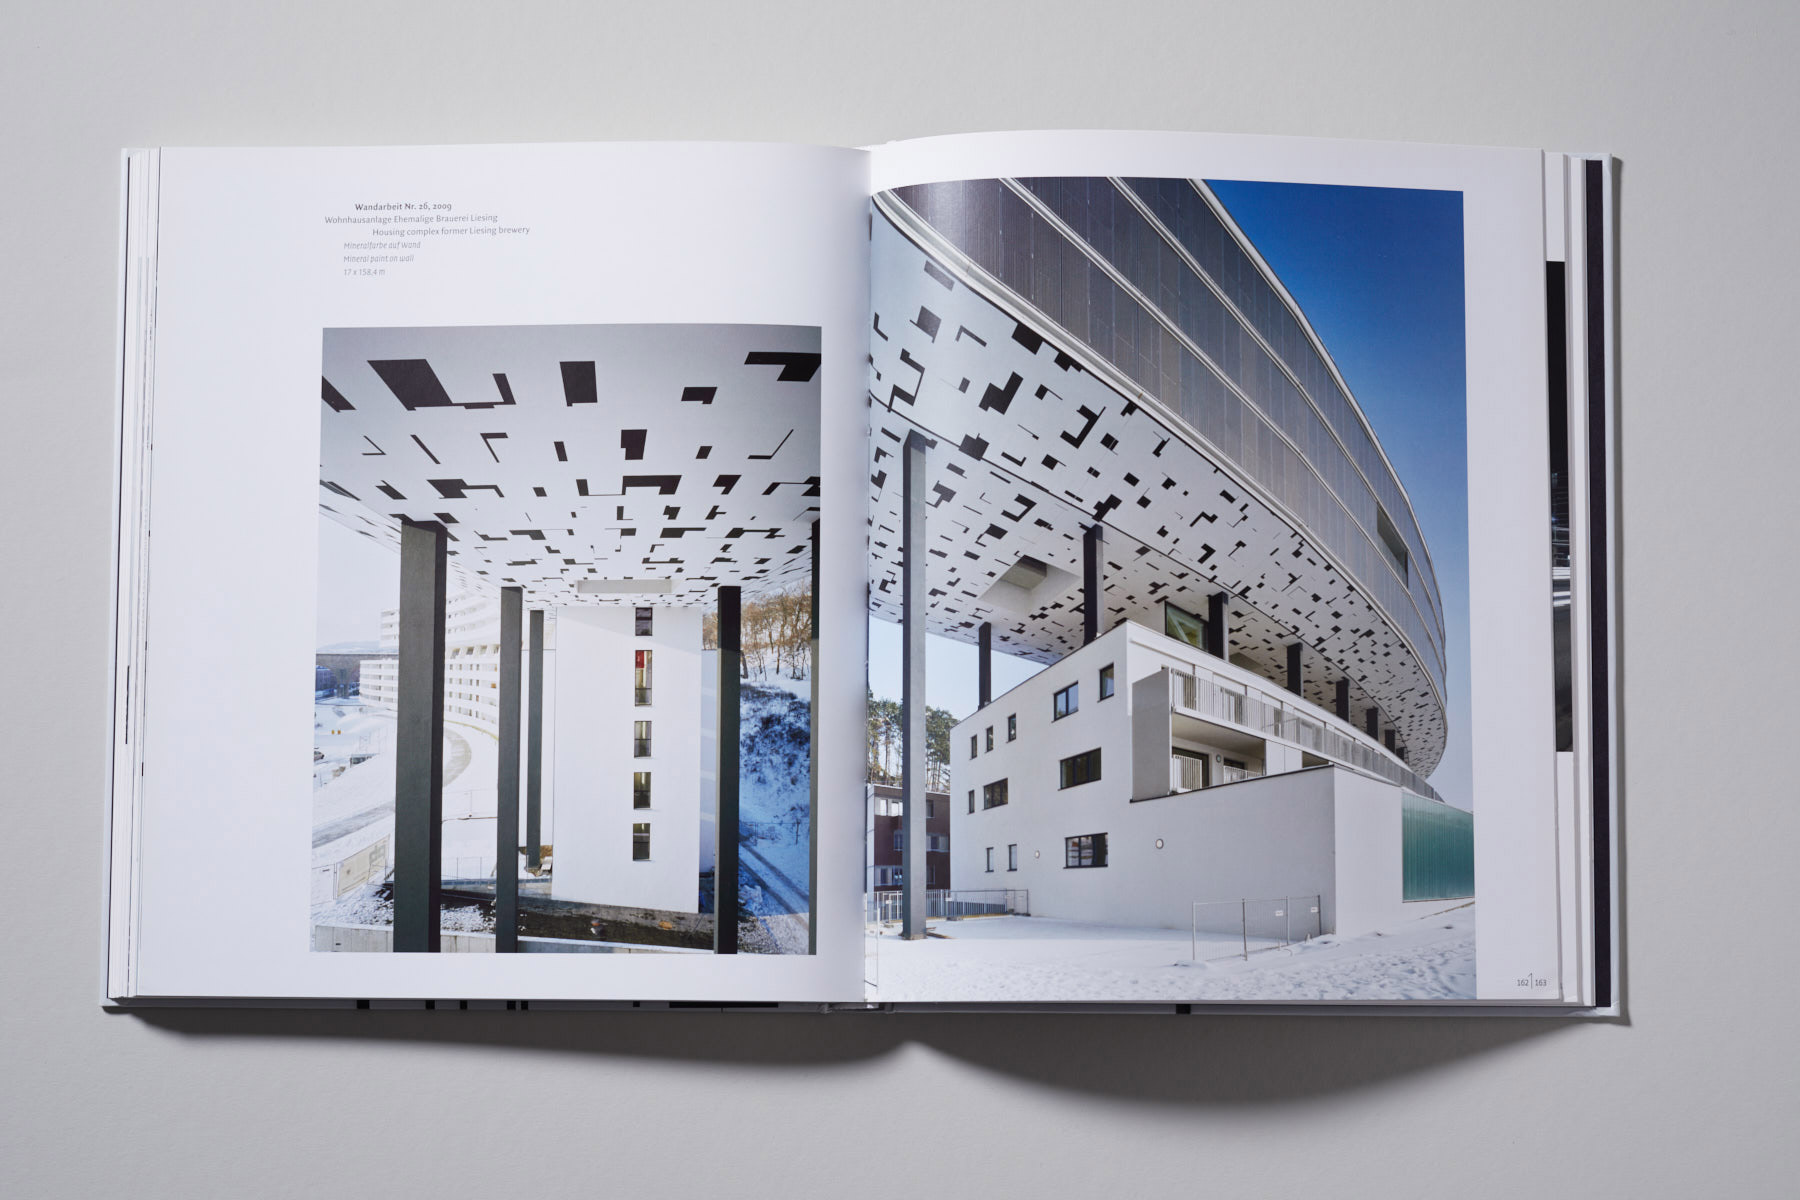 Wandarbeit Nr. 26, 2009
Wohnhausanlage Ehemalige Brauerei Liesing
Housing complex former Liesing brewery
Mineralfarbe auf Wand
Mineral paint on wall
17 x 158,4 m
162 163